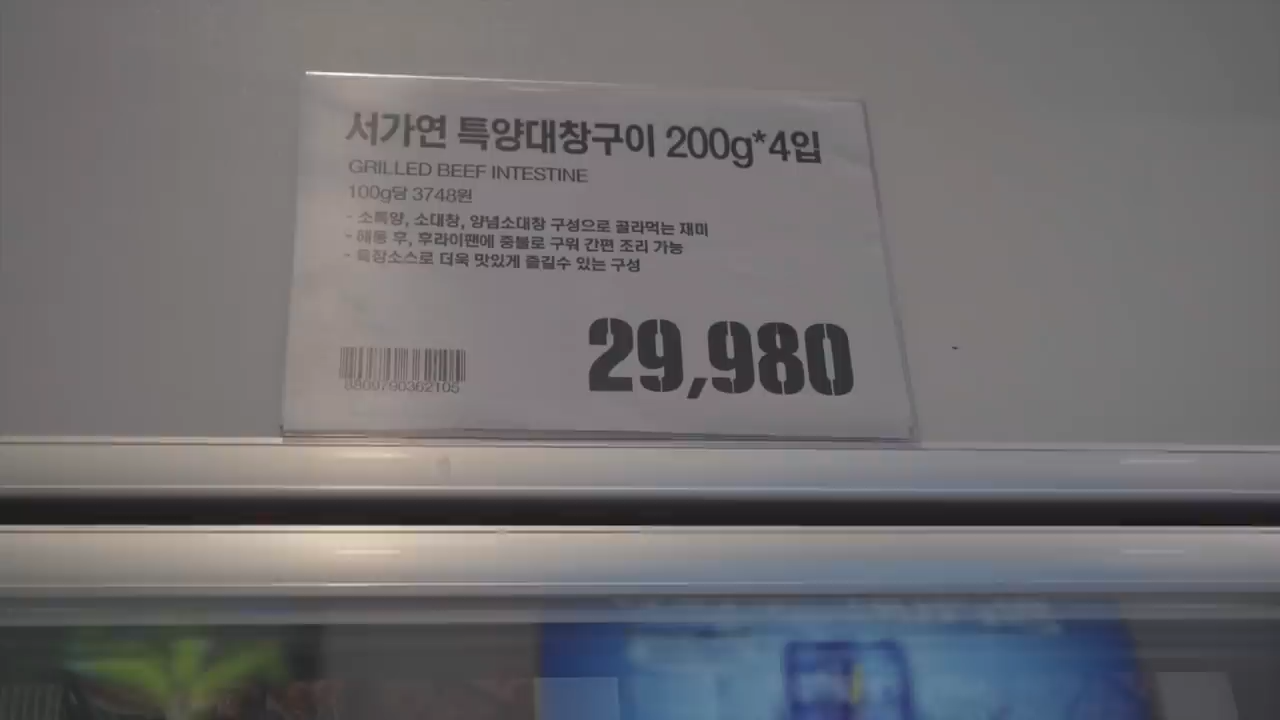 서가연 특양대창구이 200g*4입
GRILLED BEEF INTESTINE
100g당 3748원
- 소특양, 소대창, 양념소대창 구성으로 골라먹는 재미
- 해동 후, 후라이팬에 중불로 구워 간편 조리 가능
- 특장소스로 더욱 맛있게 즐길수 있는 구성
29,980
8809790362105